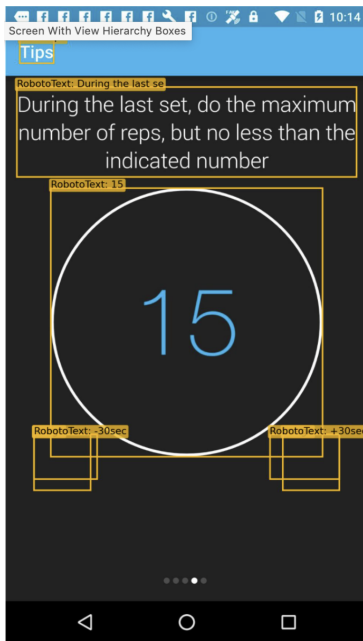 10:14
Screen With View Hierarchy Boxes
Tips
RobotoText: During the last se
During the last set, do the maximum
number of reps, but no less than the
indicated number
RobotoText: 15
15
RobotoText: -30sec
RobotoText: +30sec